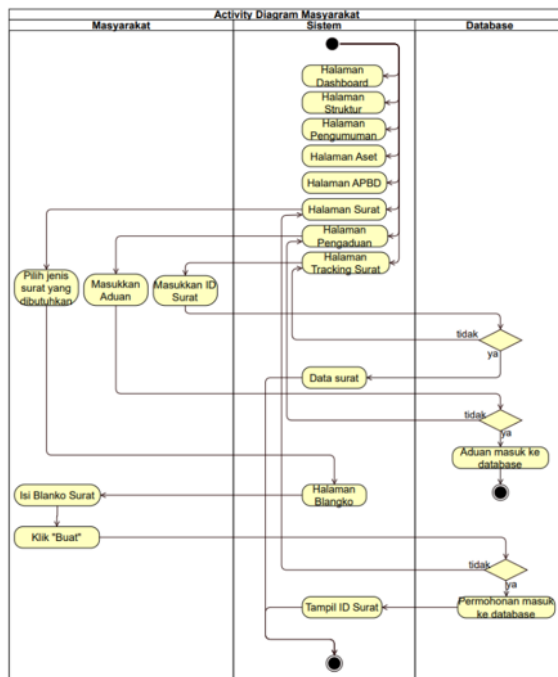 Activity Diagram Masyarakat
Masyarakat
Sistem
Database
Halaman
Dashboard
Halaman
Struktur
Halaman
Pengumuman
Halaman Aset
Halaman APBD
Halaman Surat
Halaman
Pengaduan
Halaman
Tracking Surat
Pilih jenis
surat yang
dibutuhkan
Masukkan
Aduan
Masukkan ID
Surat
tidak
ya
Data surat
tidak
ya
Aduan masuk ke
database
Isi Blanko Surat
Halaman
Blangko
Klik "Buat"
tidak
ya
Tampil ID Surat
Permohonan masuk
ke database